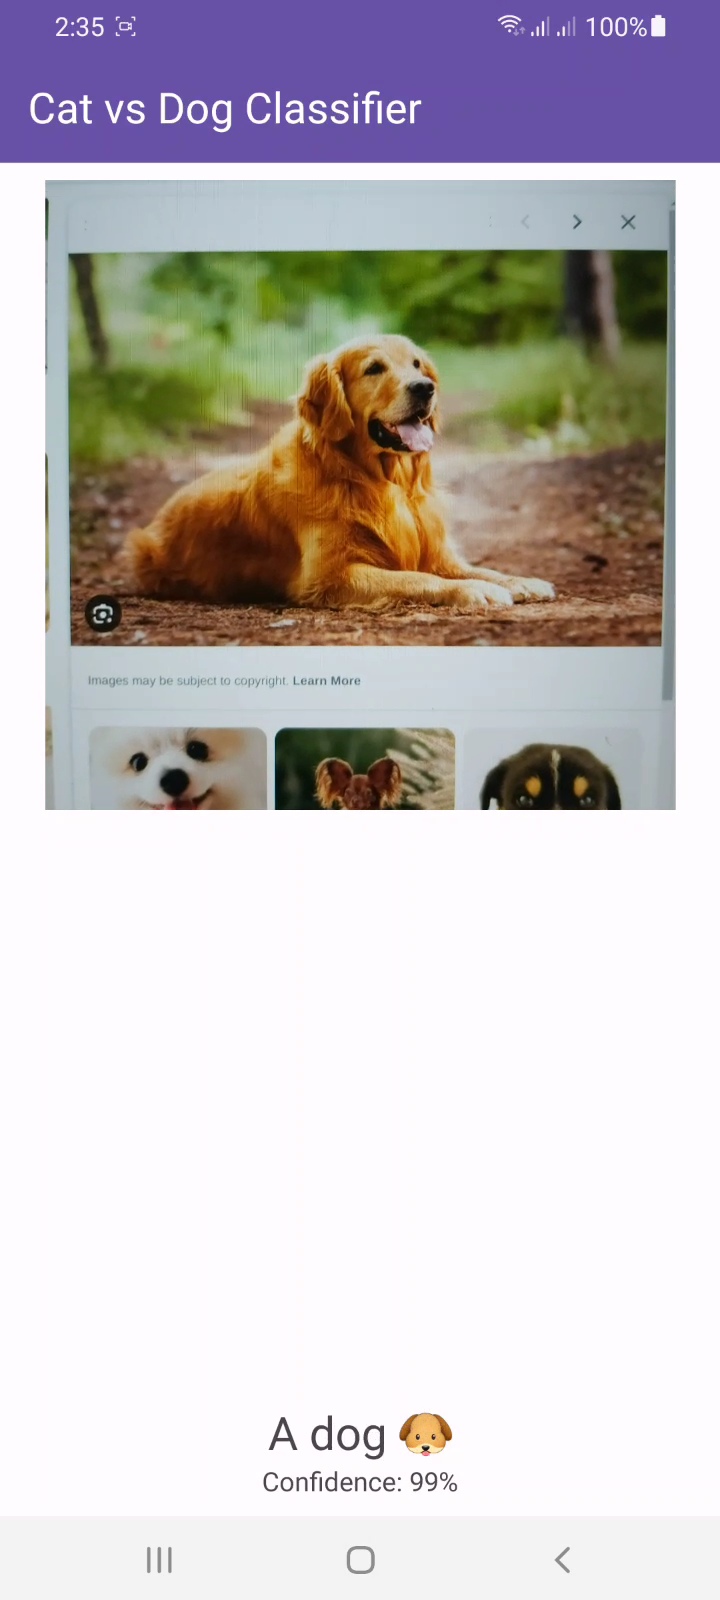 2:35
100%
Cat vs Dog Classifier
Images may be subject to copyright. Learn More
A dog 🐶
Confidence: 99%